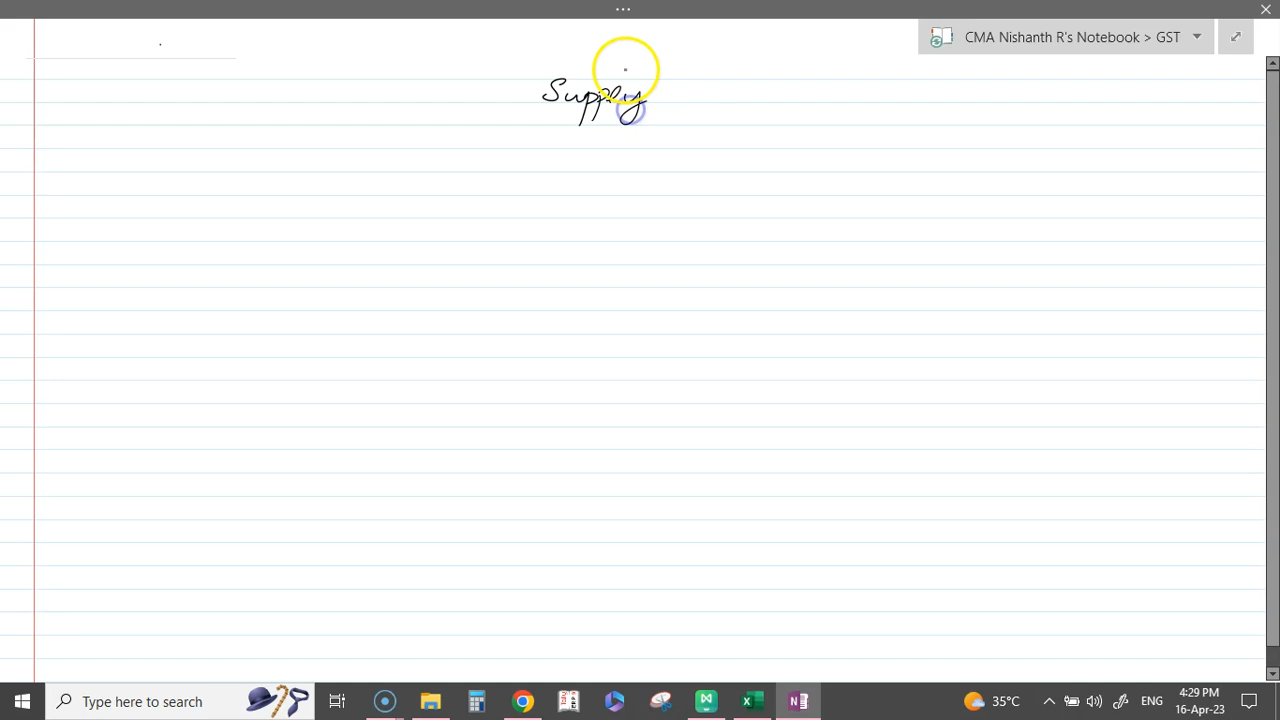 CMA Nishanth R's Notebook > GST
Supply
Type here to search
35°C
ENG
4:29 PM
16-Apr-23